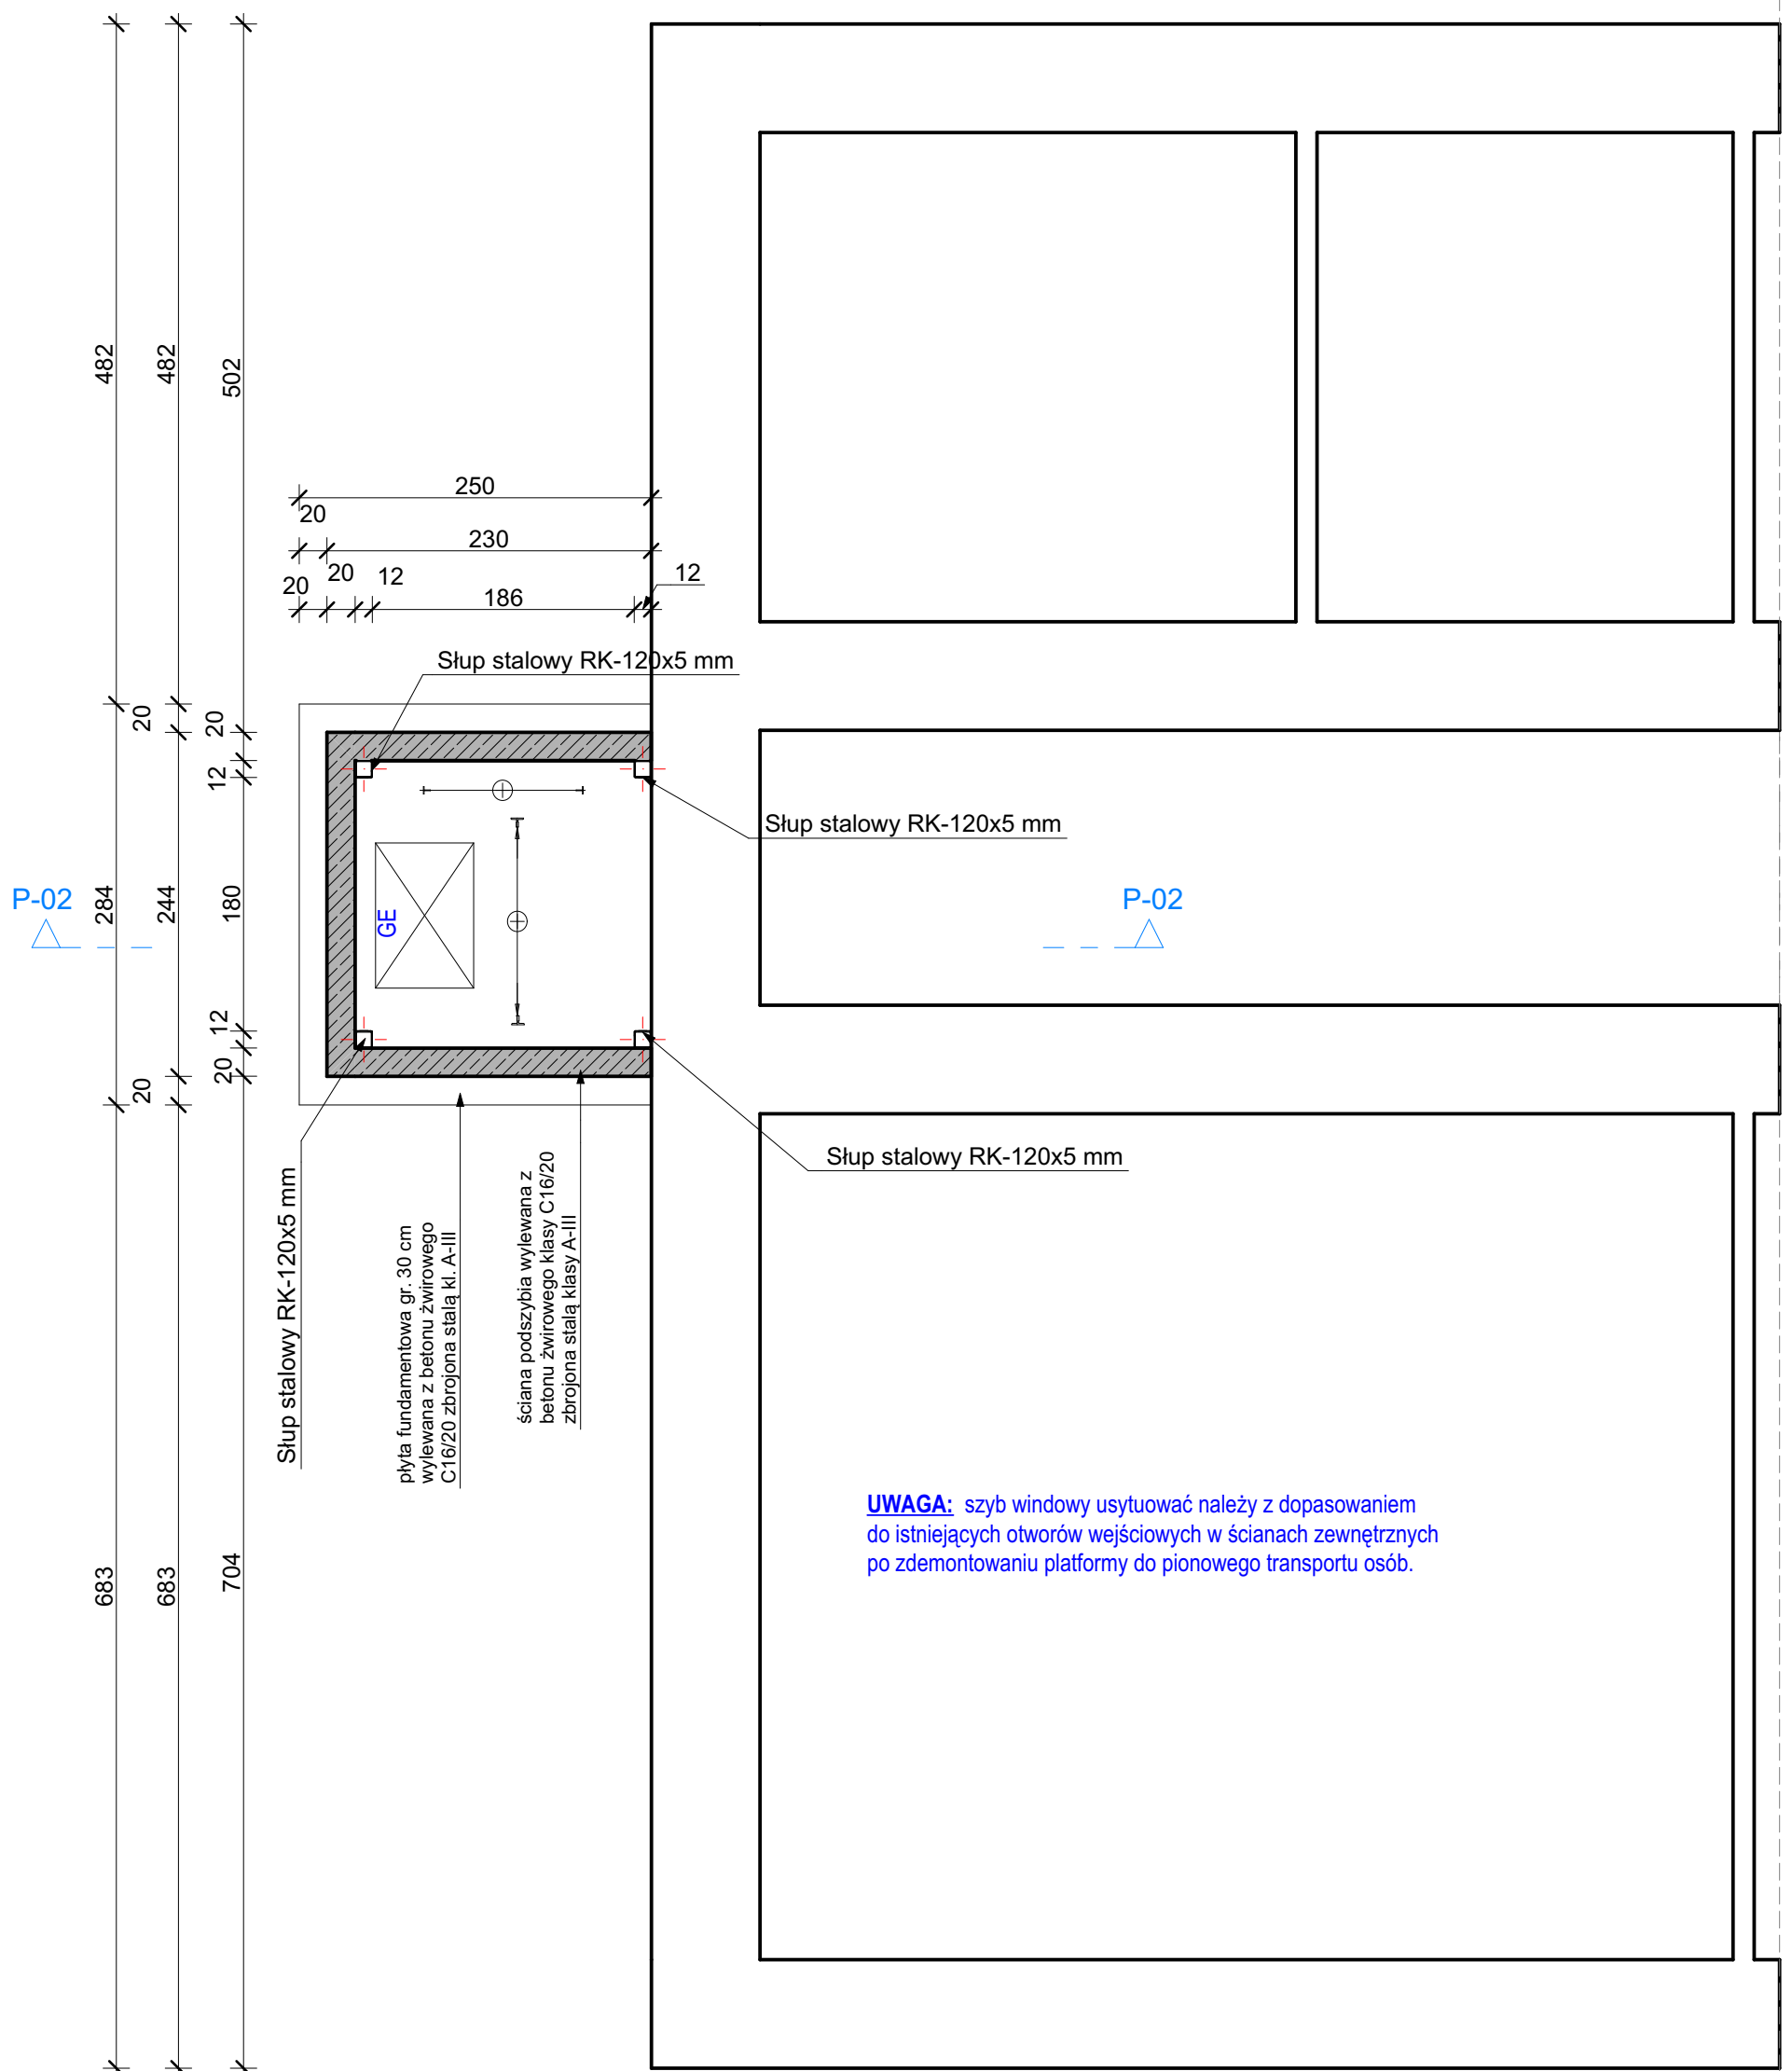 482
482
502
250
20
230
20
20
12
186
12
Słup stalowy RK-120x5 mm
20
20
12
Słup stalowy RK-120x5 mm
P-02
284
244
180
GE
P-02
12
20
20
Słup stalowy RK-120x5 mm
Słup stalowy RK-120x5 mm
płyta fundamentowa gr. 30 cm
wylewana z betonu żwirowego
C16/20 zbrojona stalą kl. A-III
ściana podszybia wylewana z
betonu żwirowego klasy C16/20
zbrojona stalą klasy A-III
UWAGA: szyb windowy usytuować należy z dopasowaniem
do istniejących otworów wejściowych w ścianach zewnętrznych
po zdemontowaniu platformy do pionowego transportu osób.
683
683
704